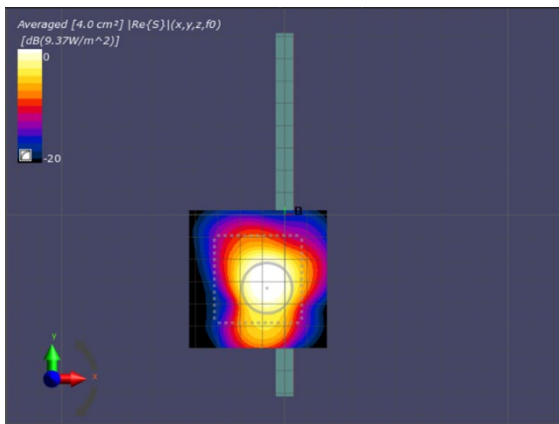 Averaged [4.0 cm²] |Re{S}|(x,y,z,f0)
[dB(9.37W/m^2)]
0
-20
y
x